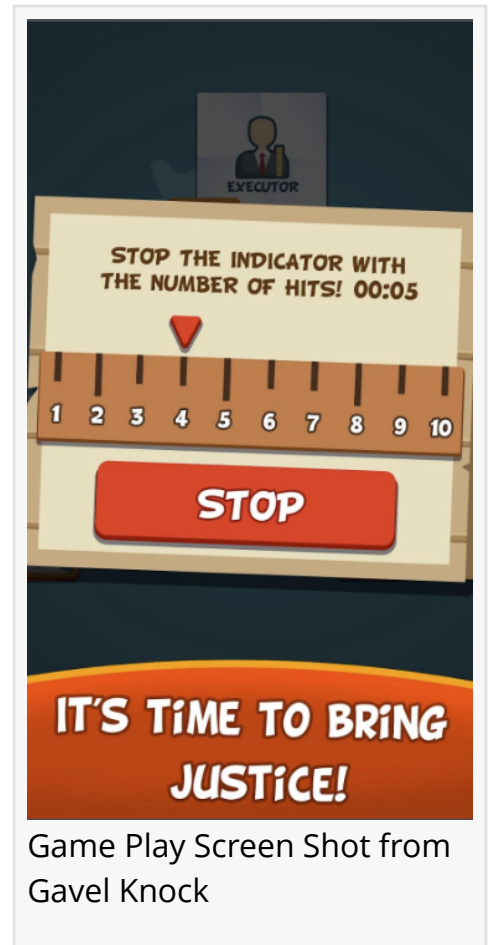 EXECUTOR
STOP THE INDICATOR WITH
THE NUMBER OF HITS! 00:05
1 2 3 4 5 6 7 8 9 10
STOP
IT'S TiME TO BRiNG
JUSTiCE!
Game Play Screen Shot from
Gavel Knock